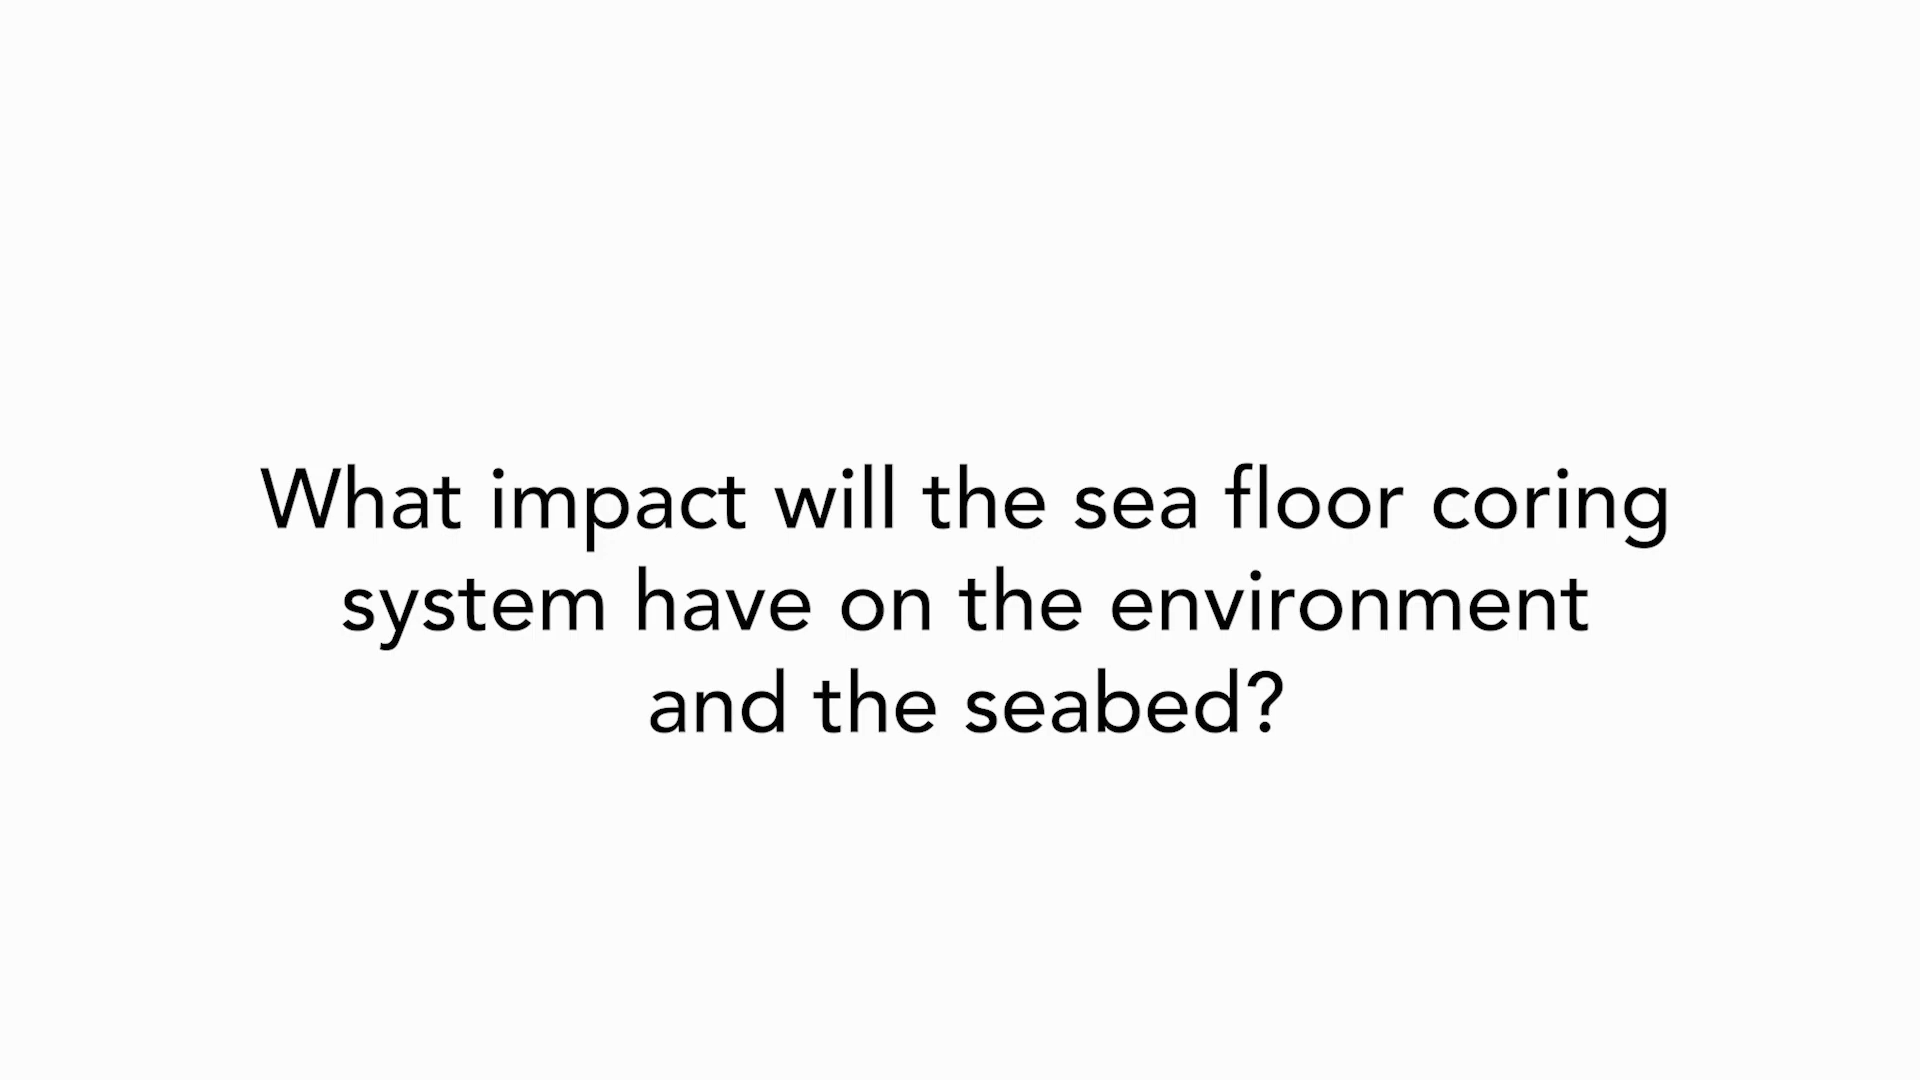 What impact will the sea floor coring
system have on the environment
and the seabed?